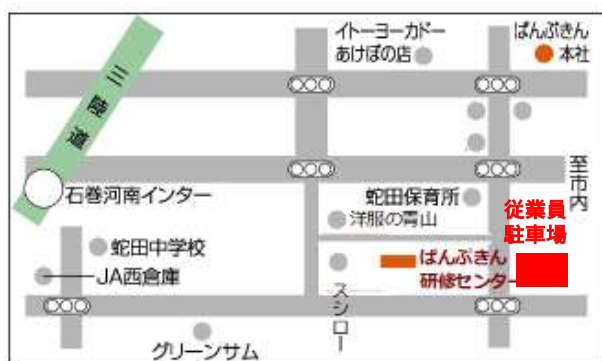 イトーヨーカドー
あけぼの店
ぱんぷきん
本社
三陸道
石巻河南インター
蛇田保育所
洋服の青山
至市内
従業員
駐車場
蛇田中学校
JA西倉庫
ぱんぷきん
研修センター
スシロー
グリーンサム